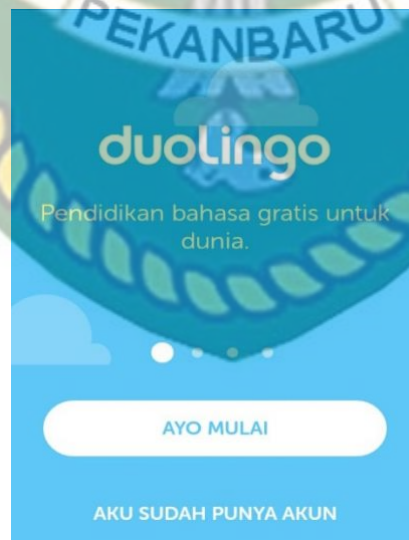 PEKANBARU
duolingo
Pendidikan bahasa gratis untuk
dunia.
AYO MULAI
AKU SUDAH PUNYA AKUN